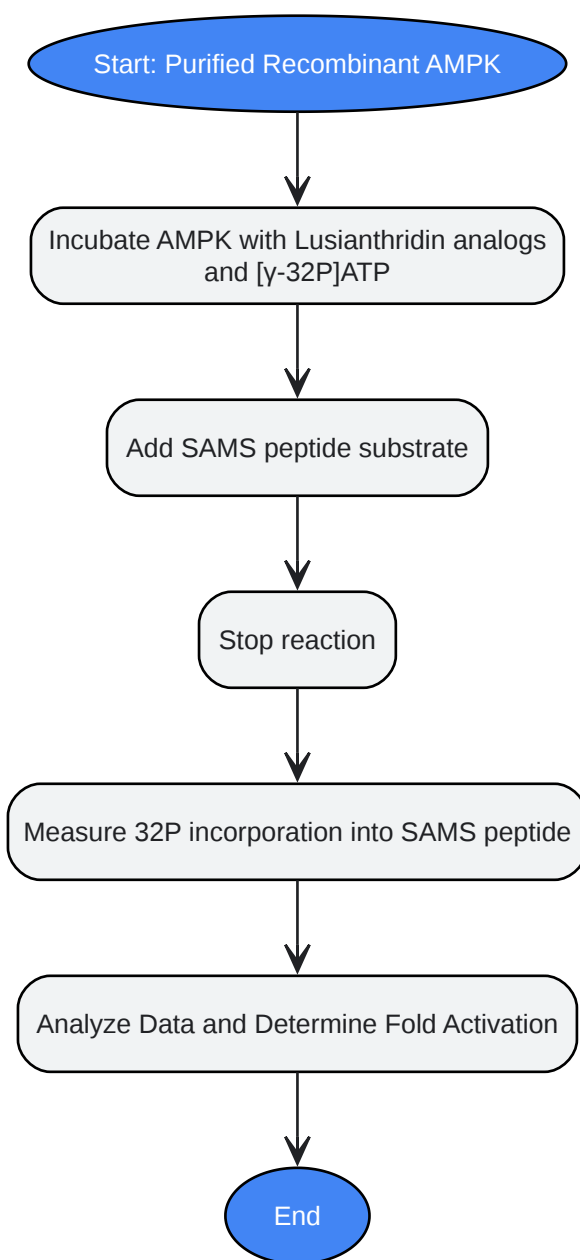 Start: Purified Recombinant AMPK
Incubate AMPK with Lusianthridin analogs
and [γ-32P]ATP
Add SAMS peptide substrate
Stop reaction
Measure 32P incorporation into SAMS peptide
Analyze Data and Determine Fold Activation
End